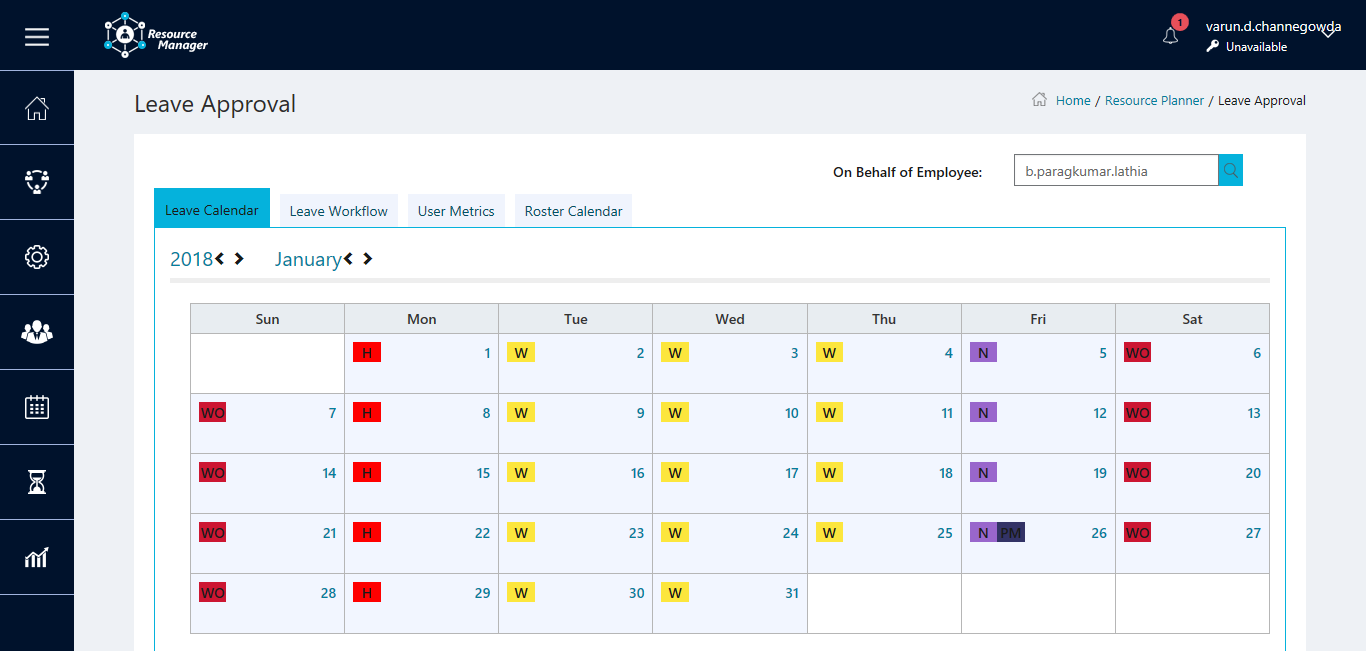 Resource
Manager
1
varun.d.channegowda
Unavailable
Leave Approval
Home / Resource Planner / Leave Approval
On Behalf of Employee: b.paragkumar.lathia
Leave Calendar Leave Workflow User Metrics Roster Calendar
2018 January
Sun Mon Tue Wed Thu Fri Sat
H 1 W 2 W 3 W 4 N 5 WO 6
WO 7 H 8 W 9 W 10 W 11 N 12 WO 13
WO 14 H 15 W 16 W 17 W 18 N 19 WO 20
WO 21 H 22 W 23 W 24 W 25 N PM 26 WO 27
WO 28 H 29 W 30 W 31